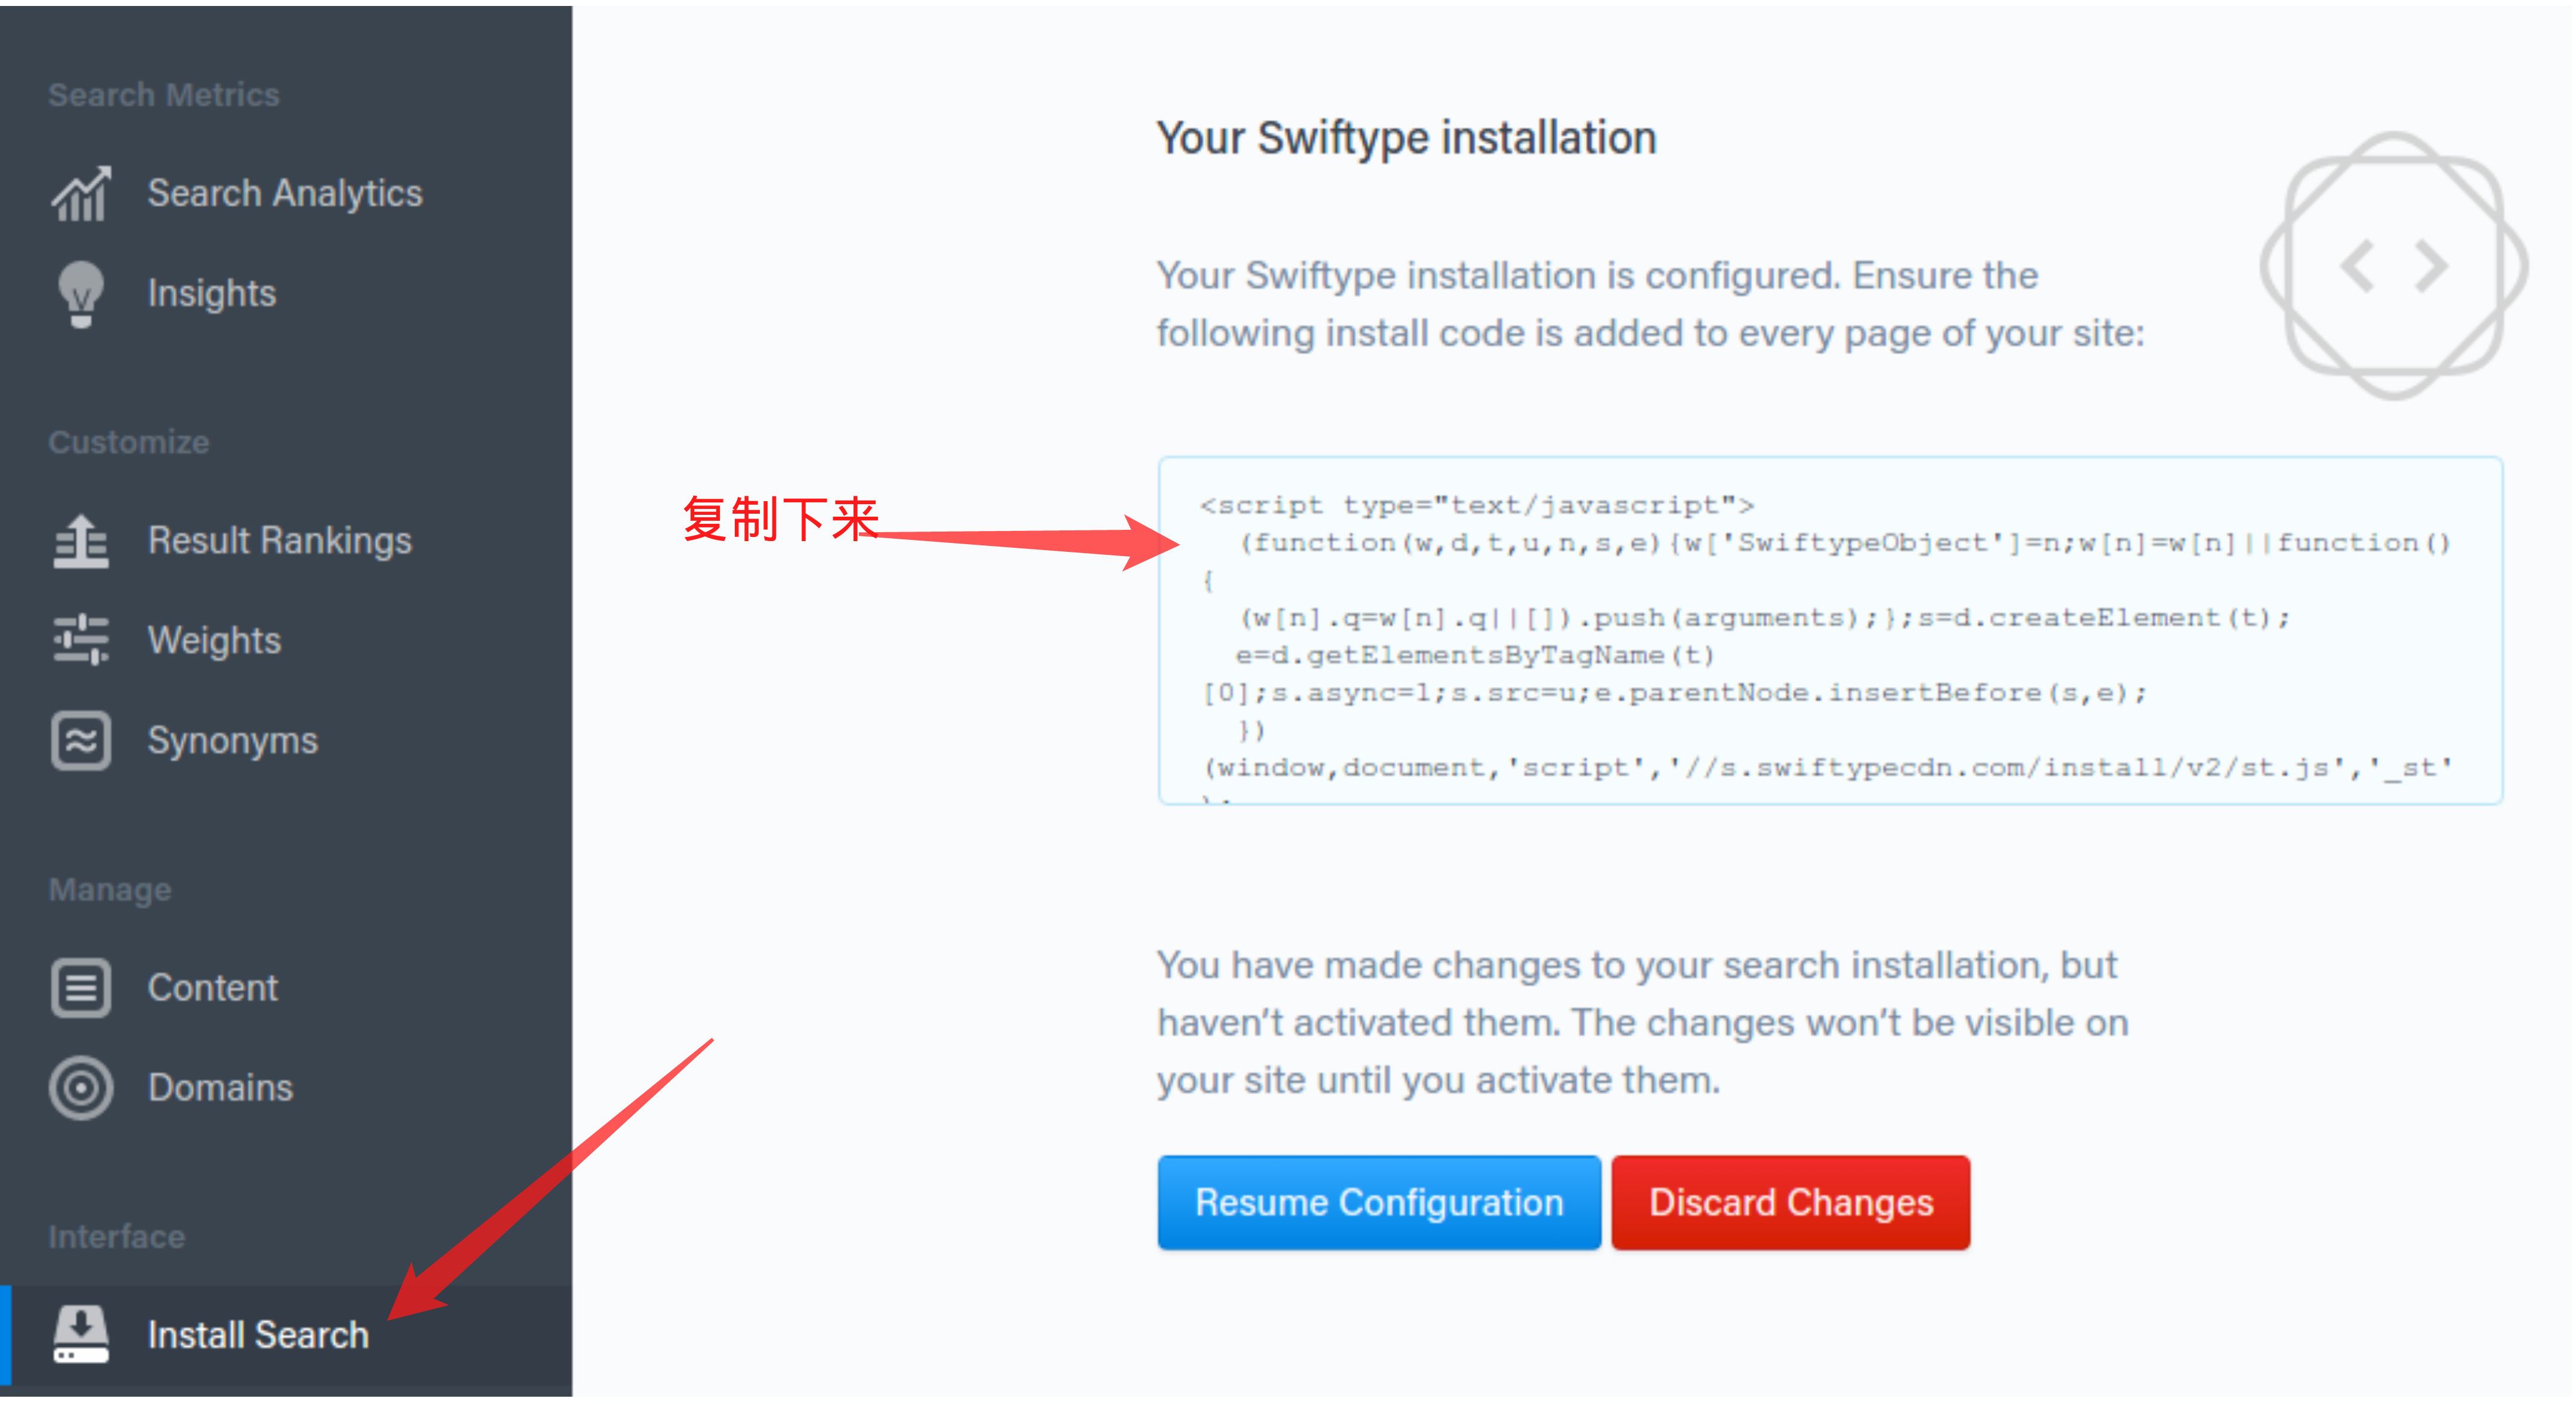 Search Metrics
Search Analytics
Insights
Customize
Result Rankings
Weights
Synonyms
Manage
Content
Domains
Interface
Install Search
Your Swiftype installation
Your Swiftype installation is configured. Ensure the
following install code is added to every page of your site:
复制下来
<script type="text/javascript">
(function(w,d,t,u,n,s,e){w['SwiftypeObject']=n;w[n]=w[n]||function()
{
(w[n].q=w[n].q||[]).push(arguments);};s=d.createElement(t);
e=d.getElementsByTagName(t)
[0];s.async=1;s.src=u;e.parentNode.insertBefore(s,e);
})
(window,document,'script','//s.swiftypecdn.com/install/v2/st.js','_st'
You have made changes to your search installation, but
haven't activated them. The changes won't be visible on
your site until you activate them.
Resume Configuration
Discard Changes